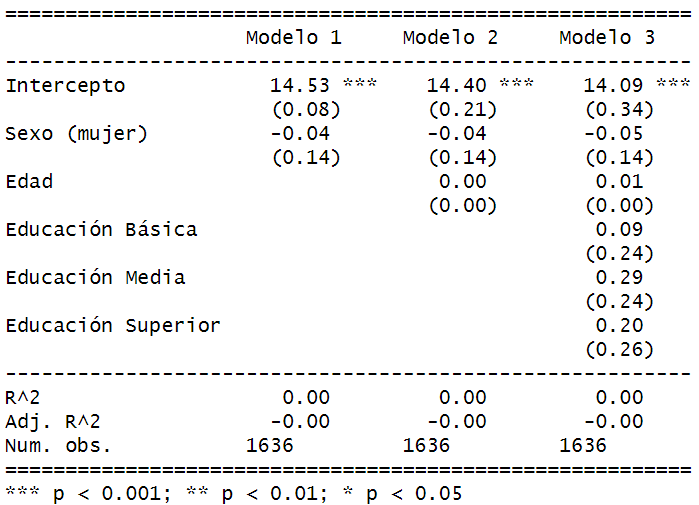 =========================================================
Modelo 1 Modelo 2 Modelo 3
---------------------------------------------------------
Intercepto 14.53 *** 14.40 *** 14.09 ***
(0.08) (0.21) (0.34)
Sexo (mujer) -0.04 -0.04 -0.05
(0.14) (0.14) (0.14)
Edad 0.00 0.01
(0.00) (0.00)
Educación Básica 0.09
(0.24)
Educación Media 0.29
(0.24)
Educación Superior 0.20
(0.26)
---------------------------------------------------------
R^2 0.00 0.00 0.00
Adj. R^2 -0.00 -0.00 -0.00
Num. obs. 1636 1636 1636
=========================================================
*** p < 0.001; ** p < 0.01; * p < 0.05